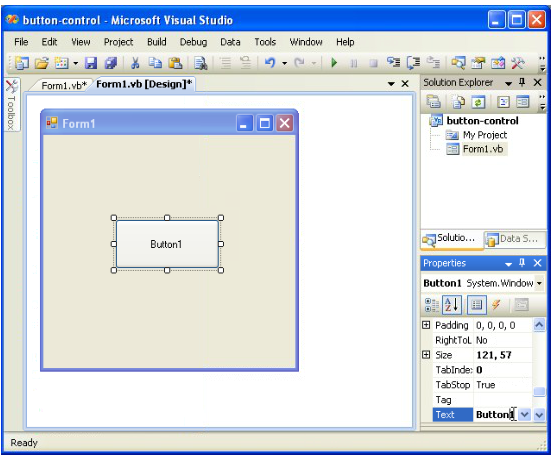 button-control - Microsoft Visual Studio
File Edit View Project Build Debug Data Tools Window Help
Form1.vb* Form1.vb [Design]*
Toolbox
Form1
Button1
Solution Explorer
button-control
My Project
Form1.vb
Solutio... Data S...
Properties
Button1 System.Window
Padding 0, 0, 0, 0
RightToL No
Size 121, 57
TabInde: 0
TabStop True
Tag
Text Button1
Ready